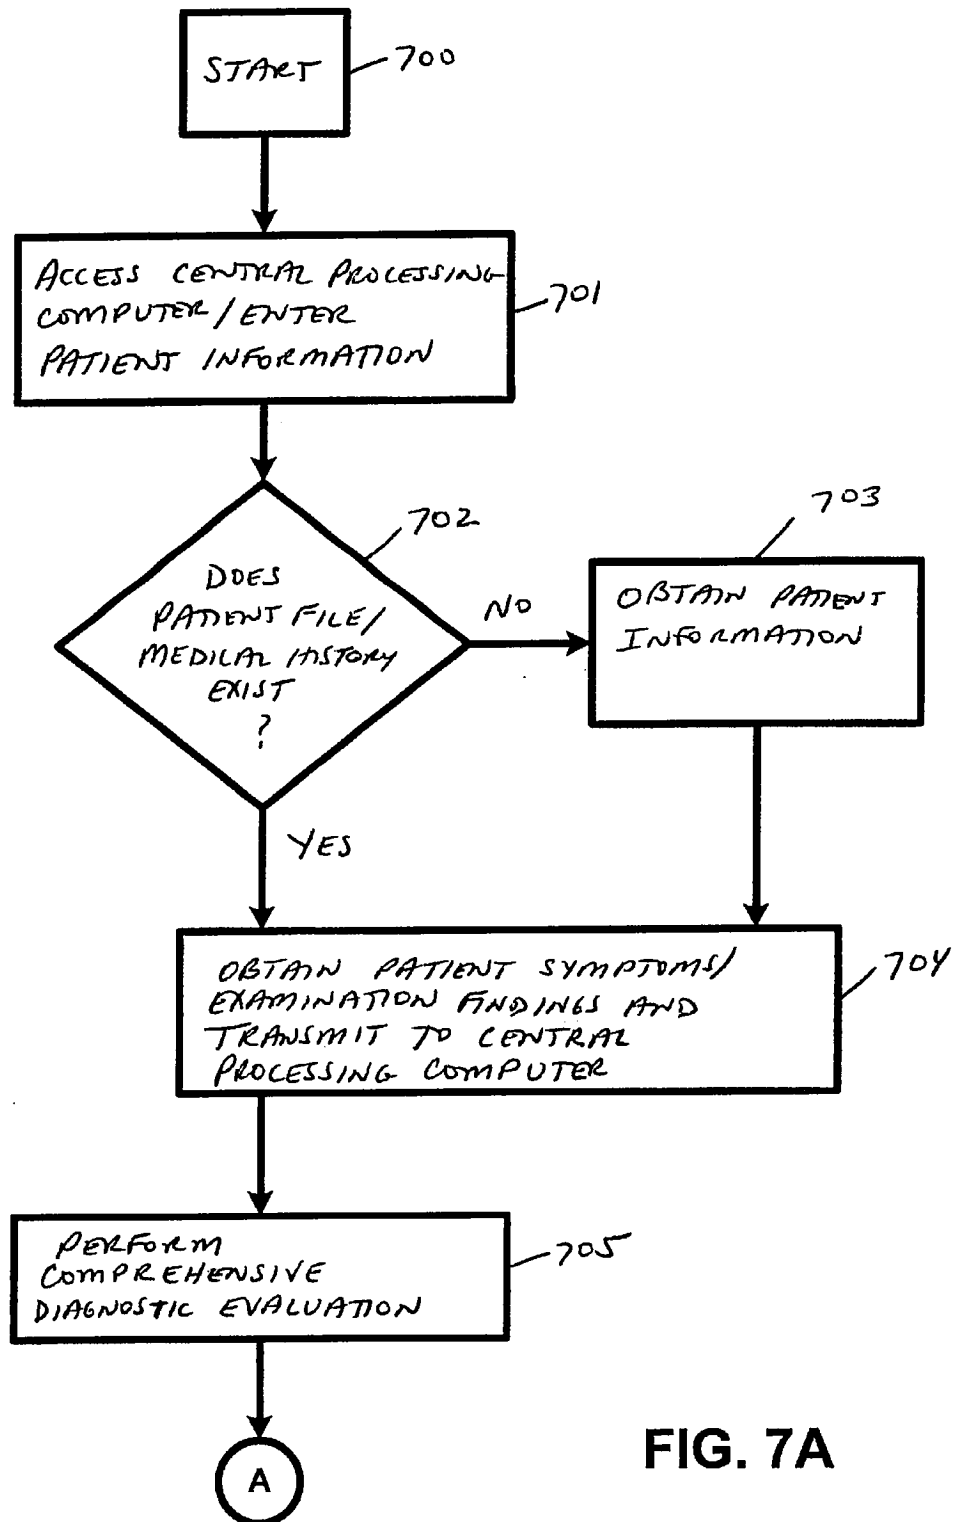 START
700
ACCESS CENTRAL PROCESSING
COMPUTER/ENTER
PATIENT INFORMATION
701
702
DOES
PATIENT FILE/
MEDICAL HISTORY
EXIST
?
NO
703
OBTAIN PATIENT
INFORMATION
YES
OBTAIN PATIENT SYMPTOMS/
EXAMINATION FINDINGS AND
TRANSMIT TO CENTRAL
PROCESSING COMPUTER
704
PERFORM
COMPREHENSIVE
DIAGNOSTIC EVALUATION
705
A
FIG. 7A